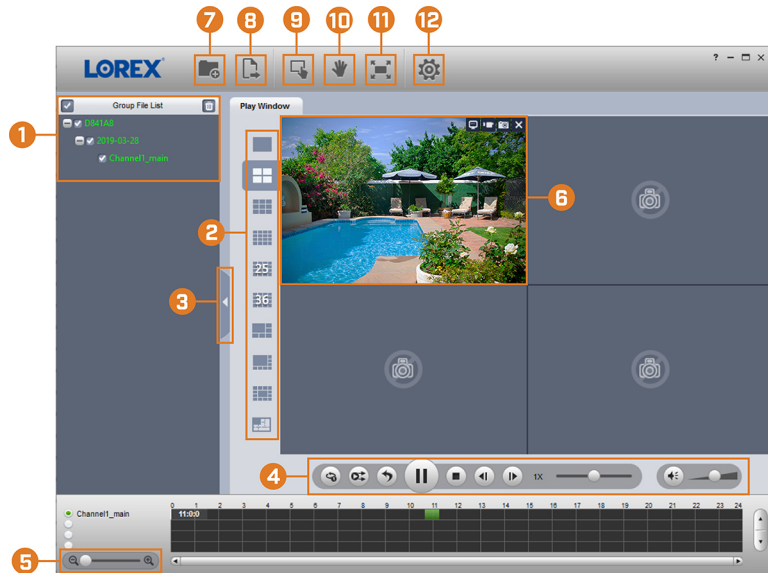 7 8 9 10 11 12
LOREX
?
Group File List
Play Window
1
D841A8
2019-03-28
Channel1_main
6
2
25
3
36
4
1X
0 1 2 3 4 5 6 7 8 9 10 11 12 13 14 15 16 17 18 19 20 21 22 23 24
Channel1_main
11:0:0
5